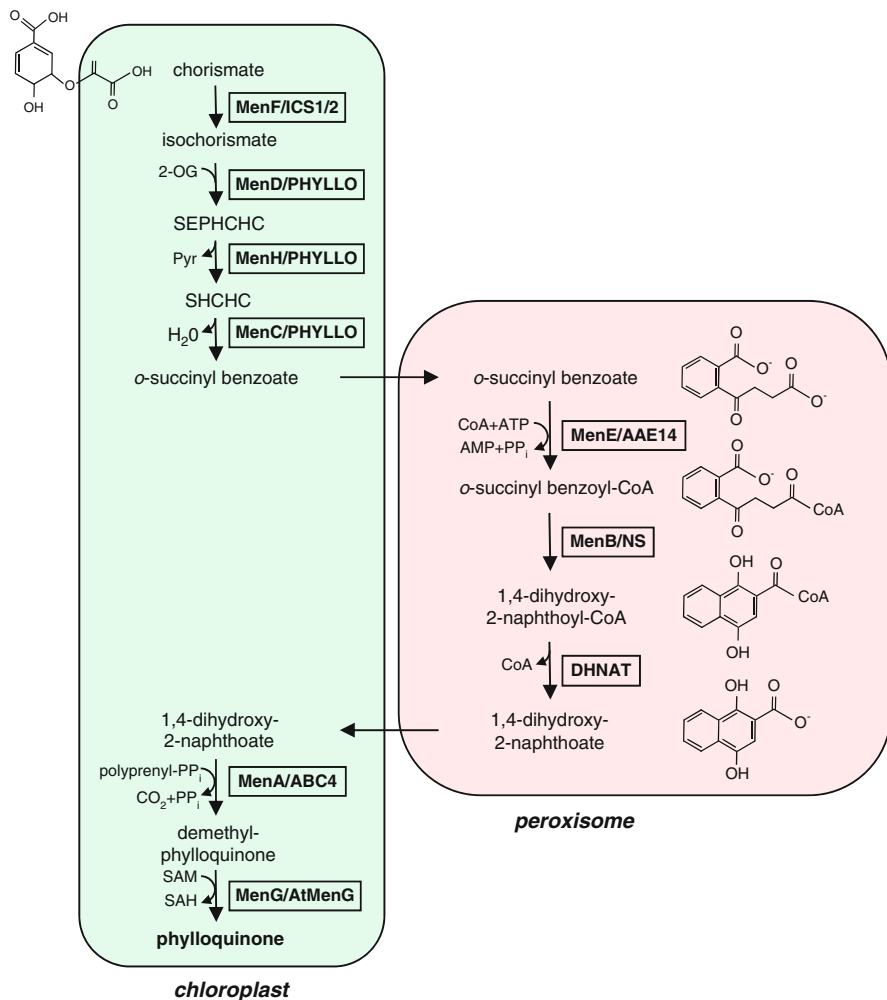 O
OH
O
OH
O
OH
chorismate
MenF/ICS1/2
isochorismate
2-OG
MenD/PHYLLO
SEPHCHC
Pyr
MenH/PHYLLO
SHCHC
H20
MenC/PHYLLO
o-succinyl benzoate
o-succinyl benzoate
O
O-
O
O
O-
CoA+ATP
AMP+PPi
MenE/AAE14
o-succinyl benzoyl-CoA
O
O-
O
O
CoA
MenB/NS
1,4-dihydroxy-
2-naphthoyl-CoA
OH
O
CoA
OH
CoA
DHNAT
1,4-dihydroxy-
2-naphthoate
OH
O
O-
OH
peroxisome
1,4-dihydroxy-
2-naphthoate
polyprenyl-PPi
CO2+PPi
MenA/ABC4
demethyl-
phylloquinone
SAM
SAH
MenG/AtMenG
phylloquinone
chloroplast